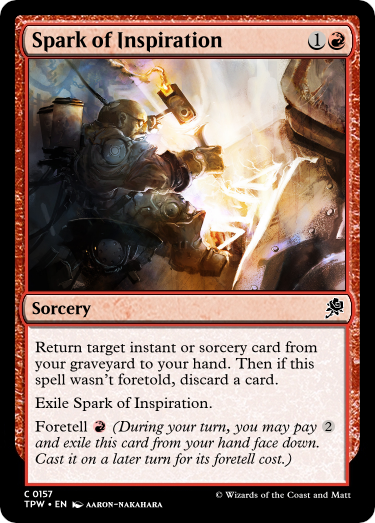 Spark of Inspiration 1
Sorcery
Return target instant or sorcery card from
your graveyard to your hand. Then if this
spell wasn't foretold, discard a card.
Exile Spark of Inspiration.
Foretell (During your turn, you may pay 2
and exile this card from your hand face down.
Cast it on a later turn for its foretell cost.)
C 0157
TPW • EN AARON-NAKAHARA
© Wizards of the Coast and Matt